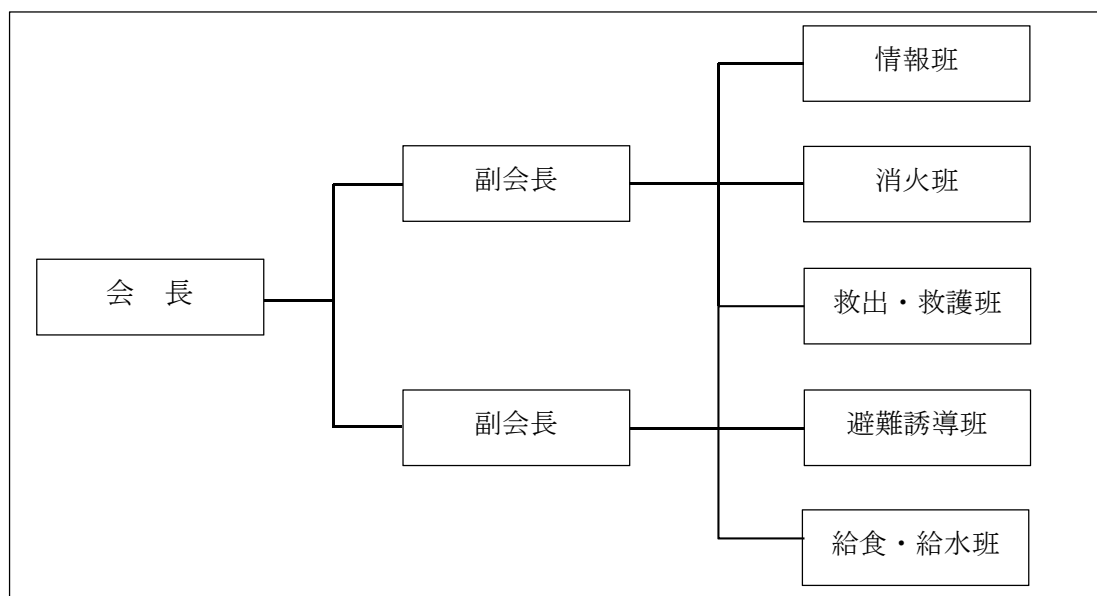 会　長
副会長
副会長
情報班
消火班
救出・救護班
避難誘導班
給食・給水班